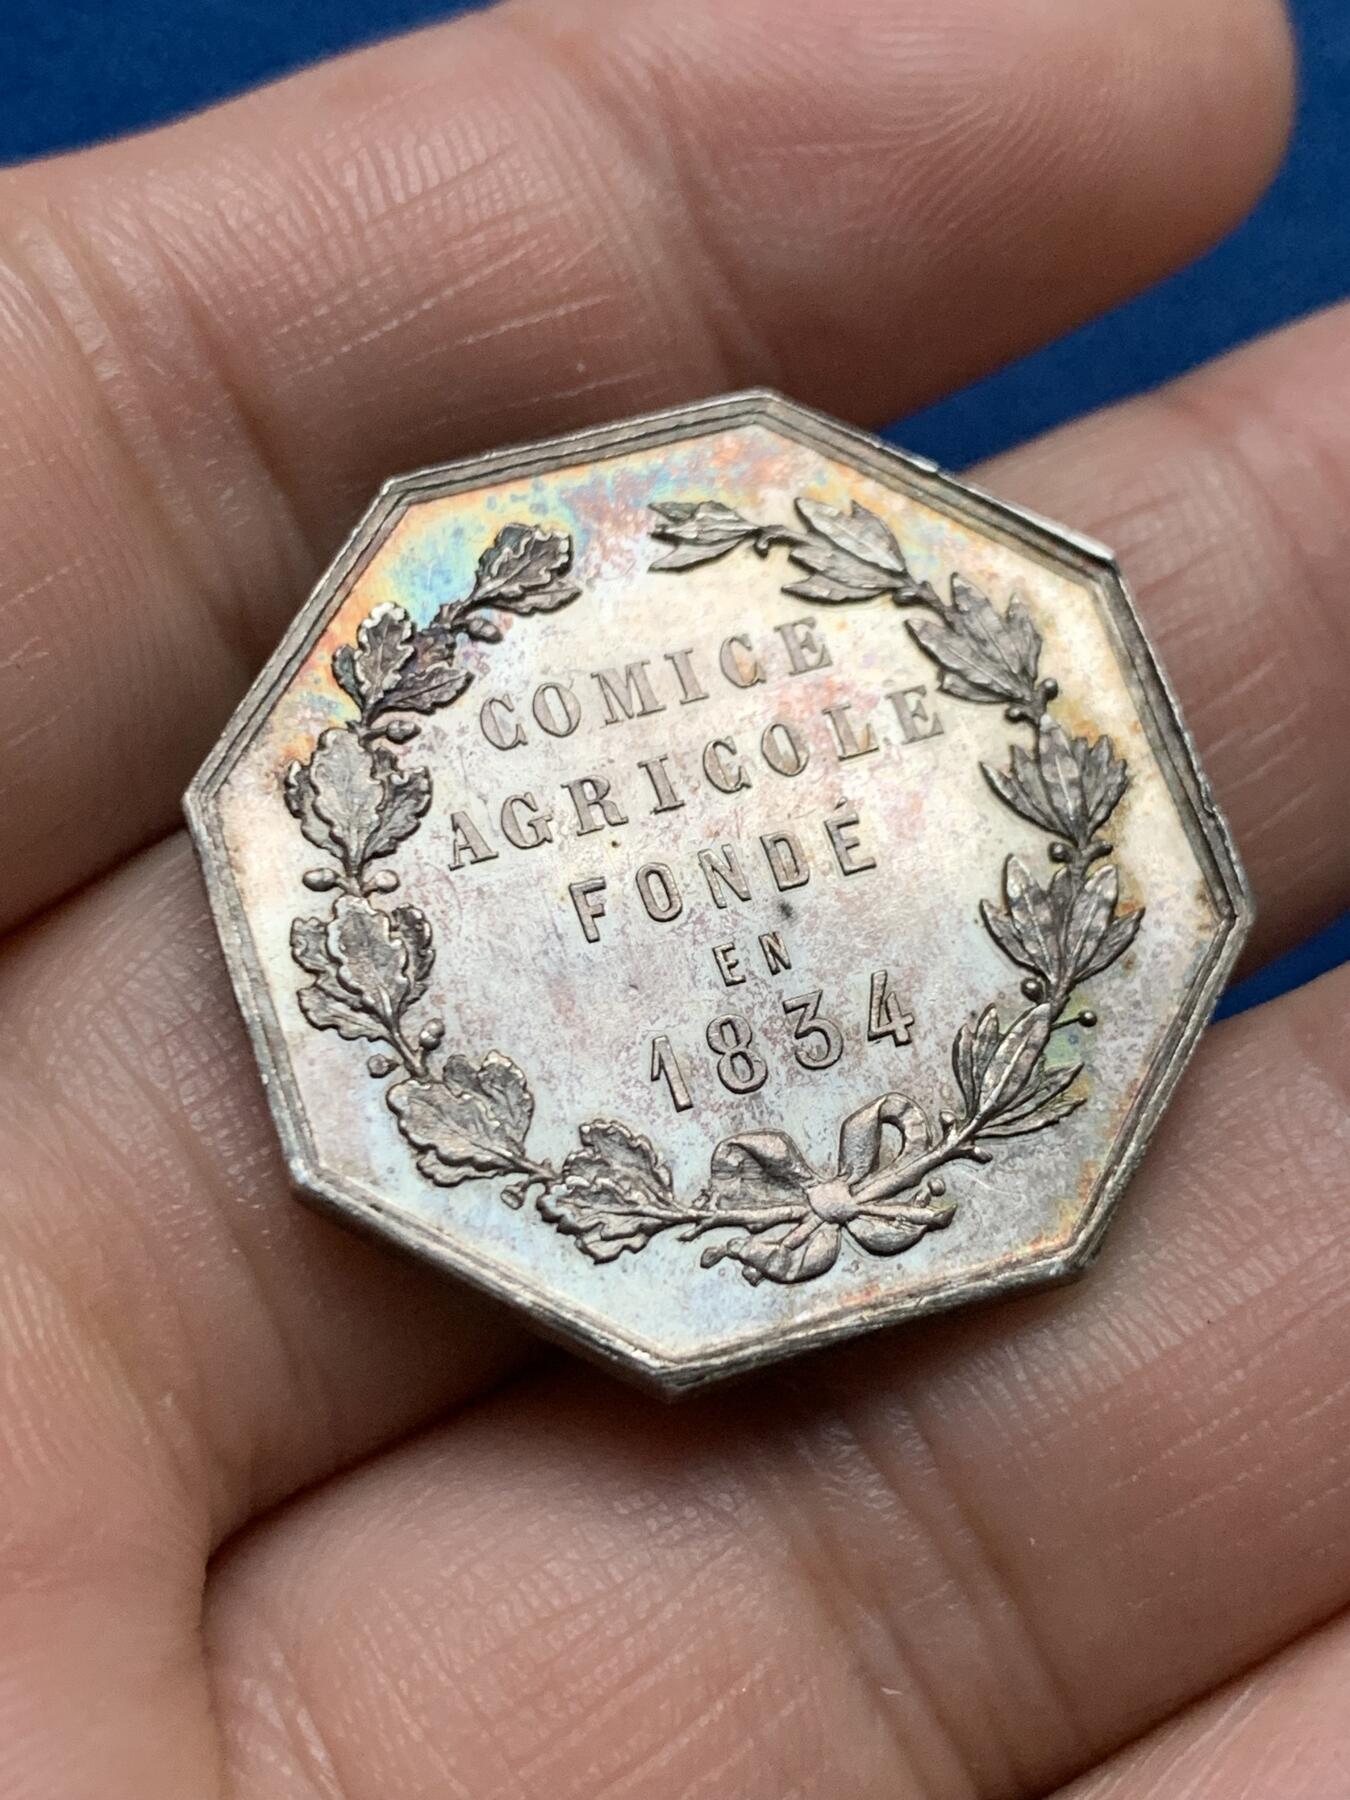 COMICE
AGRICOLE
FONDÉ
EN
1834